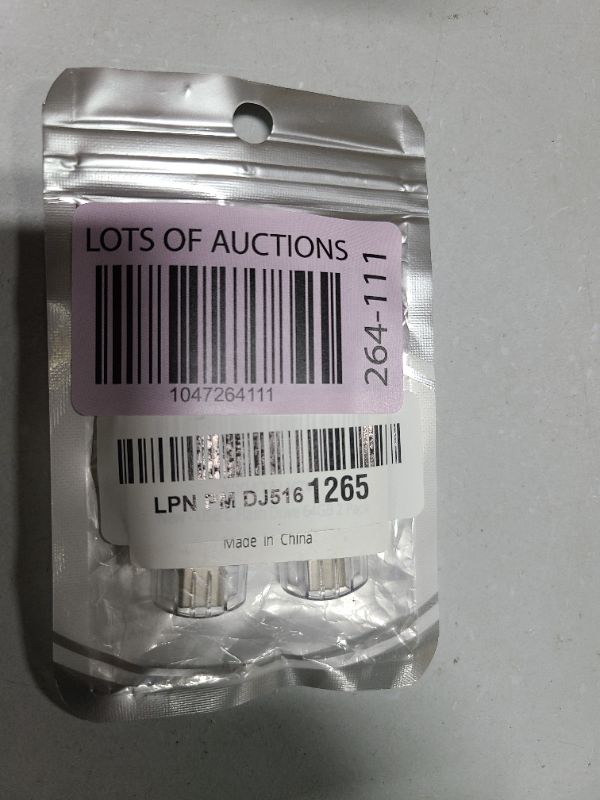 LOTS OF AUCTIONS
264-111
1047264111
LPN PM DJ516 1265
Made in China